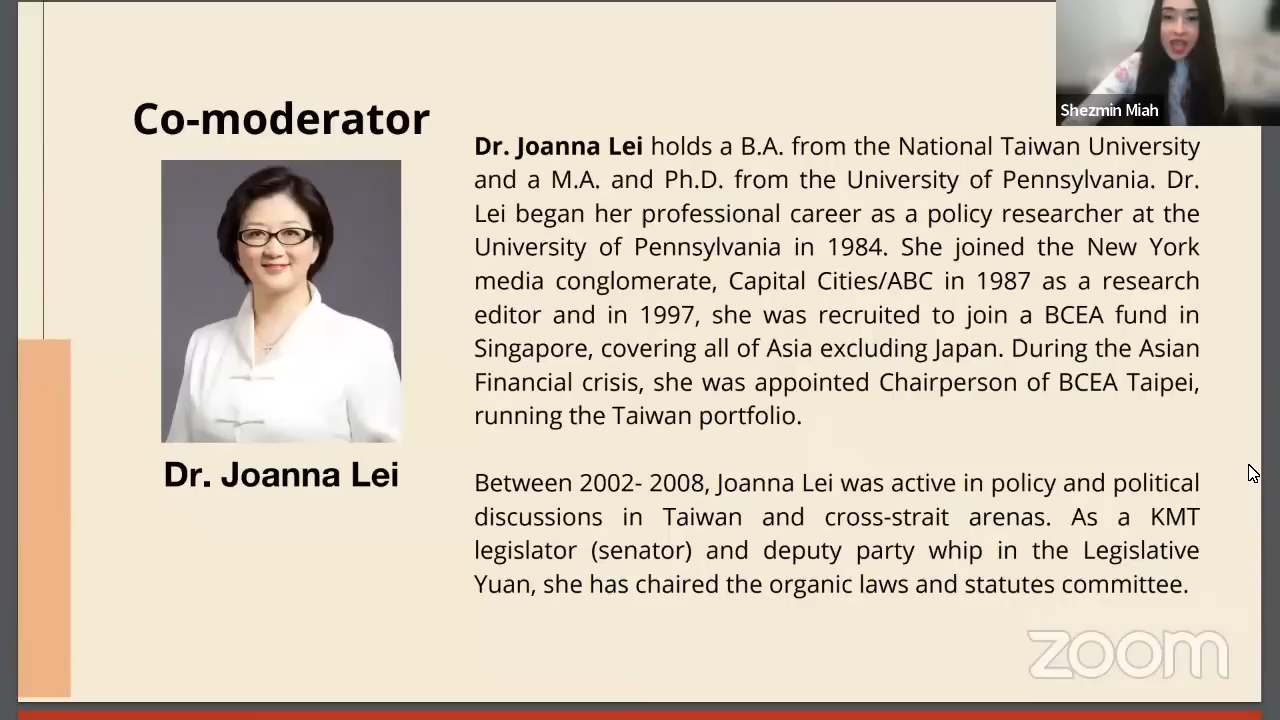 Shezmin Miah
Co-moderator
Dr. Joanna Lei
Dr. Joanna Lei holds a B.A. from the National Taiwan University
and a M.A. and Ph.D. from the University of Pennsylvania. Dr.
Lei began her professional career as a policy researcher at the
University of Pennsylvania in 1984. She joined the New York
media conglomerate, Capital Cities/ABC in 1987 as a research
editor and in 1997, she was recruited to join a BCEA fund in
Singapore, covering all of Asia excluding Japan. During the Asian
Financial crisis, she was appointed Chairperson of BCEA Taipei,
running the Taiwan portfolio.
Between 2002- 2008, Joanna Lei was active in policy and political
discussions in Taiwan and cross-strait arenas. As a KMT
legislator (senator) and deputy party whip in the Legislative
Yuan, she has chaired the organic laws and statutes committee.
zoom